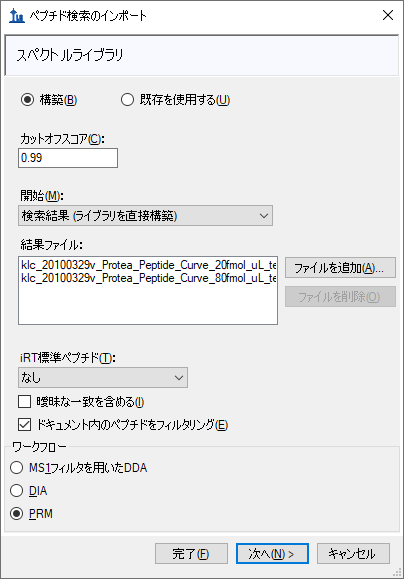 ペプチド検索のインポート
スペクトルライブラリ
構築(B)
既存を使用する(U)
カットオフスコア(C):
0.99
開始(M):
検索結果 (ライブラリを直接構築)
結果ファイル:
klc_20100329v_Protea_Peptide_Curve_20fmol_uL_te
klc_20100329v_Protea_Peptide_Curve_80fmol_uL_te
ファイルを追加(A)...
ファイルを削除(O)
iRT標準ペプチド(T):
なし
曖昧な一致を含める(I)
ドキュメント内のペプチドをフィルタリング(E)
ワークフロー
MS1フィルタを用いたDDA
DIA
PRM
完了(F)
次へ(N) >
キャンセル